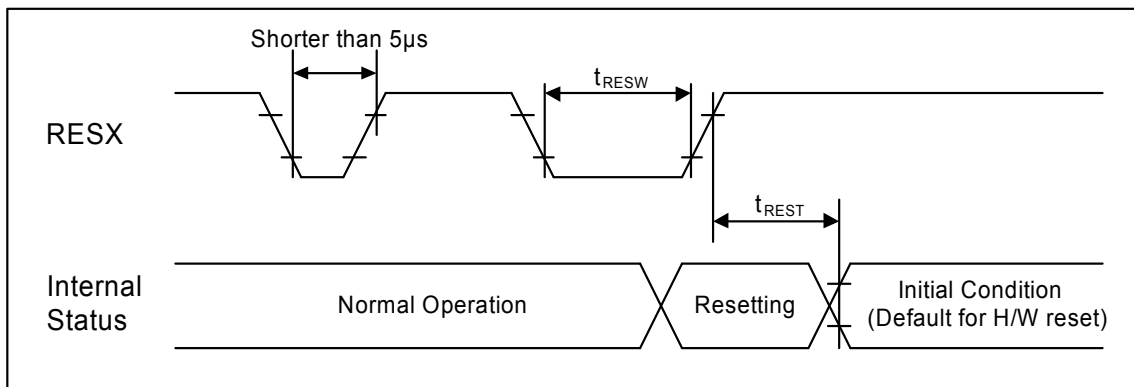 Shorter than 5µs
tRESW
RESX
tREST
Internal
Status
Normal Operation
Resetting
Initial Condition
(Default for H/W reset)